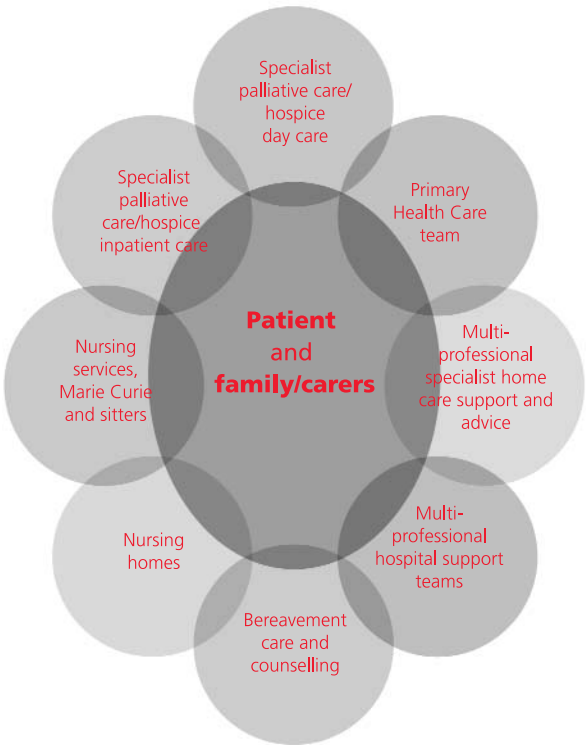 Specialist
palliative care/
hospice
day care
Specialist
palliative
care/hospice
inpatient care
Primary
Health Care
team
Patient
and
family/carers
Nursing
services,
Marie Curie
and sitters
Multi-
professional
specialist home
care support and
advice
Nursing
homes
Multi-
professional
hospital support
teams
Bereavement
care and
counselling